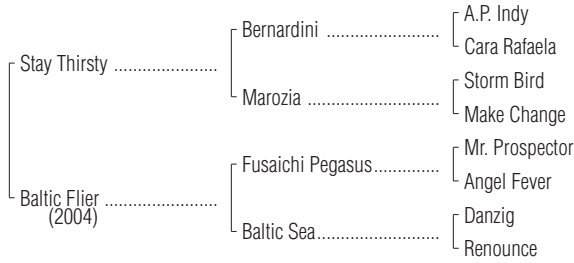 A.P. Indy
Bernardini ........................
Cara Rafaela
Stay Thirsty ......................
Storm Bird
Marozia ............................
Make Change
Mr. Prospector
Fusaichi Pegasus..............
Angel Fever
Baltic Flier ........................
(2004)
Danzig
Baltic Sea..........................
Renounce